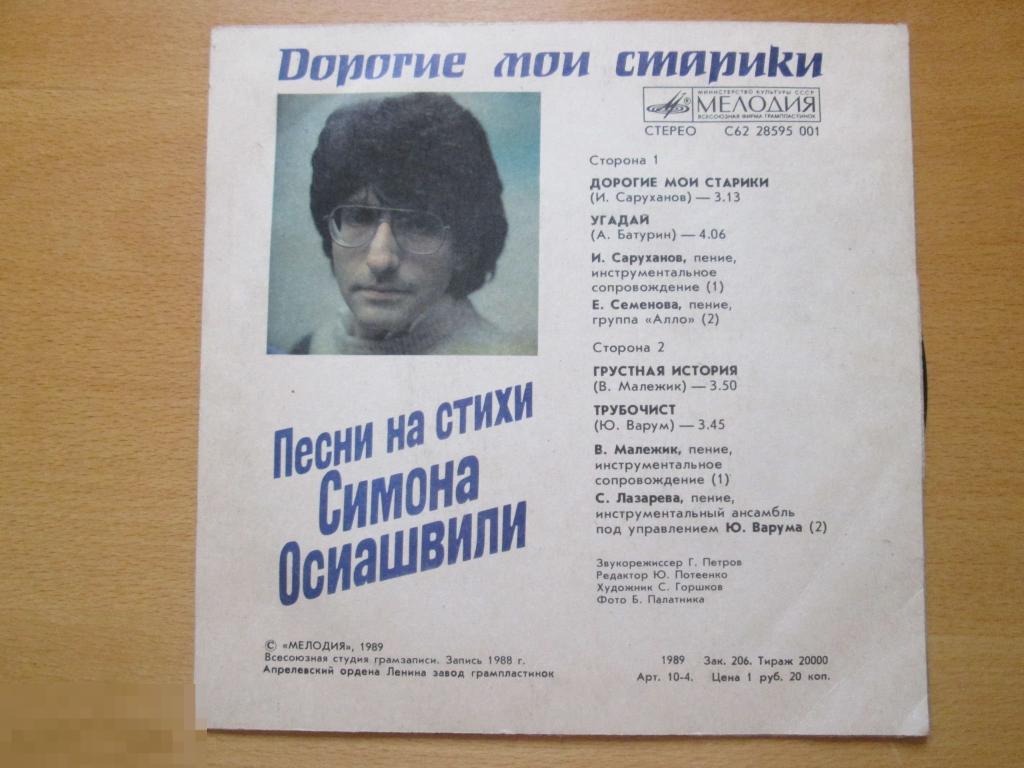 Дорогие мои старики
МИНИСТЕРСТВО КУЛЬТУРЫ СССР
МЕЛОДИЯ
ВСЕСОЮЗНАЯ ФИРМА ГРАМПЛАСТИНОК
СТЕРЕО С62 28595 001
Сторона 1
ДОРОГИЕ МОИ СТАРИКИ
(И. Саруханов) — 3.13
УГАДАЙ
(А. Батурин) — 4.06
И. Саруханов, пение,
инструментальное
сопровождение (1)
Е. Семенова, пение,
группа «Алло» (2)
Сторона 2
ГРУСТНАЯ ИСТОРИЯ
(В. Малежик) — 3.50
ТРУБОЧИСТ
(Ю. Варум) — 3.45
В. Малежик, пение,
инструментальное
сопровождение (1)
С. Лазарева, пение,
инструментальный ансамбль
под управлением Ю. Варума (2)
Звукорежиссер Г. Петров
Редактор Ю. Потеенко
Художник С. Горшков
Фото Б. Палатника
Песни на стихи
Симона
Осиашвили
© «МЕЛОДИЯ», 1989
Всесоюзная студия грамзаписи. Запись 1988 г.
Апрелевский ордена Ленина завод грампластинок
1989 Зак. 206. Тираж 20000
Арт. 10-4. Цена 1 руб. 20 коп.